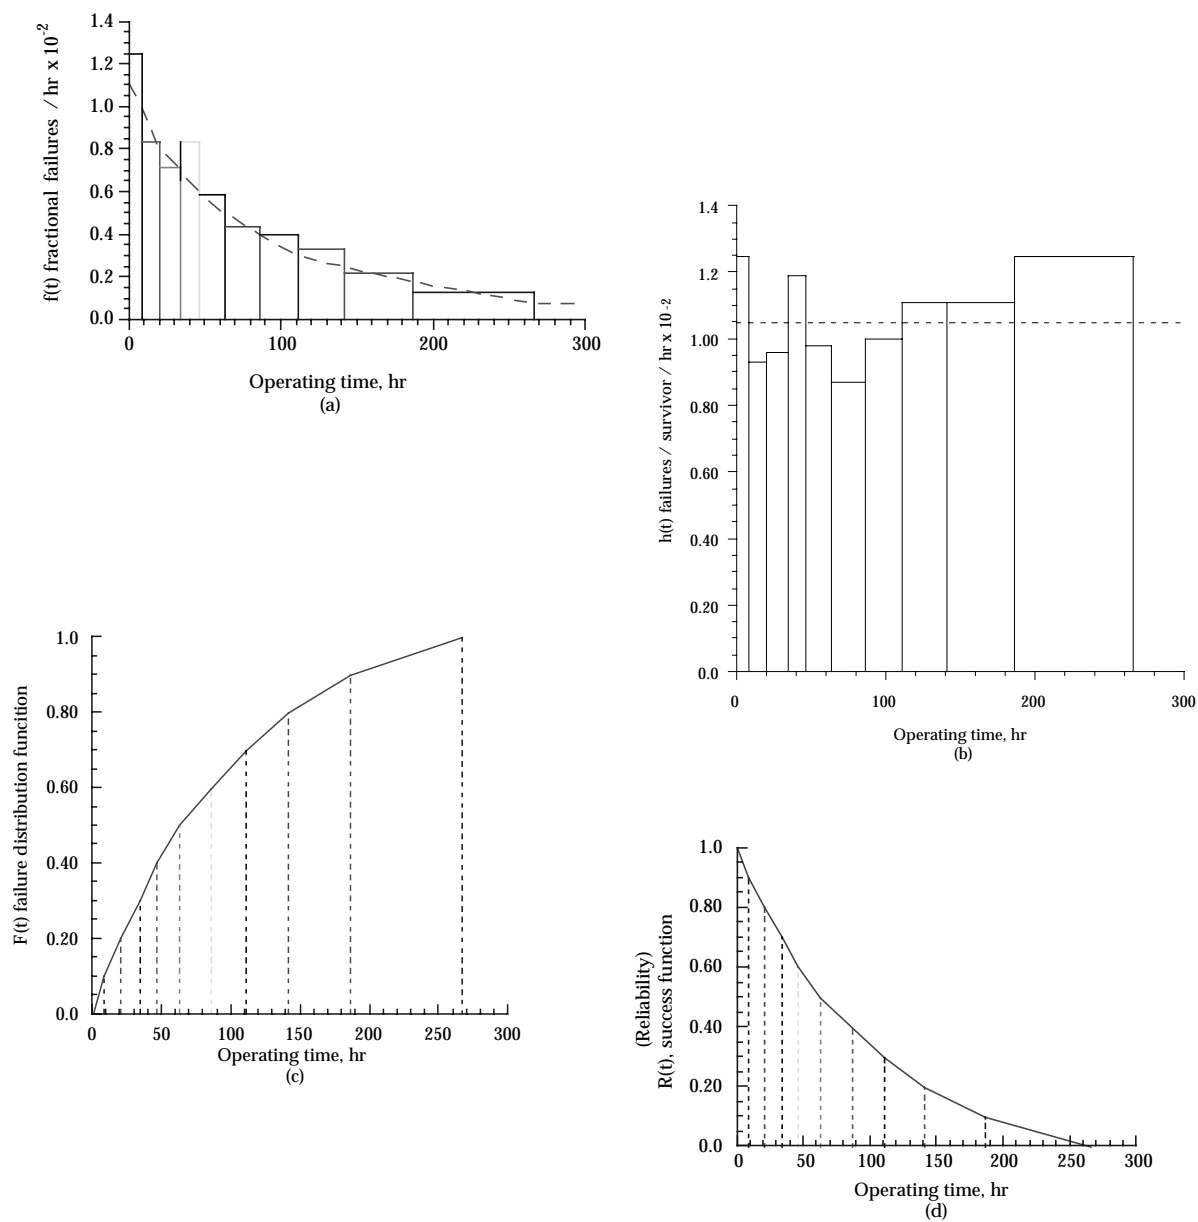 f(t) fractional failures / hr x 10-2
1.4
1.2
1.0
0.8
0.6
0.4
0.2
0.0
0 100 200 300
Operating time, hr
(a)
h(t) failures / survivor / hr x 10 -2
1.4
1.2
1.00
0.80
0.60
0.40
0.20
0.0
0 100 200 300
Operating time, hr
(b)
F(t) failure distribution funcition
1.0
0.80
0.60
0.40
0.20
0.0
0 50 100 150 200 250 300
Operating time, hr
(c)
(Reliability)
R(t), success function
1.0
0.80
0.60
0.40
0.20
0.0
0 50 100 150 200 250 300
Operating time, hr
(d)